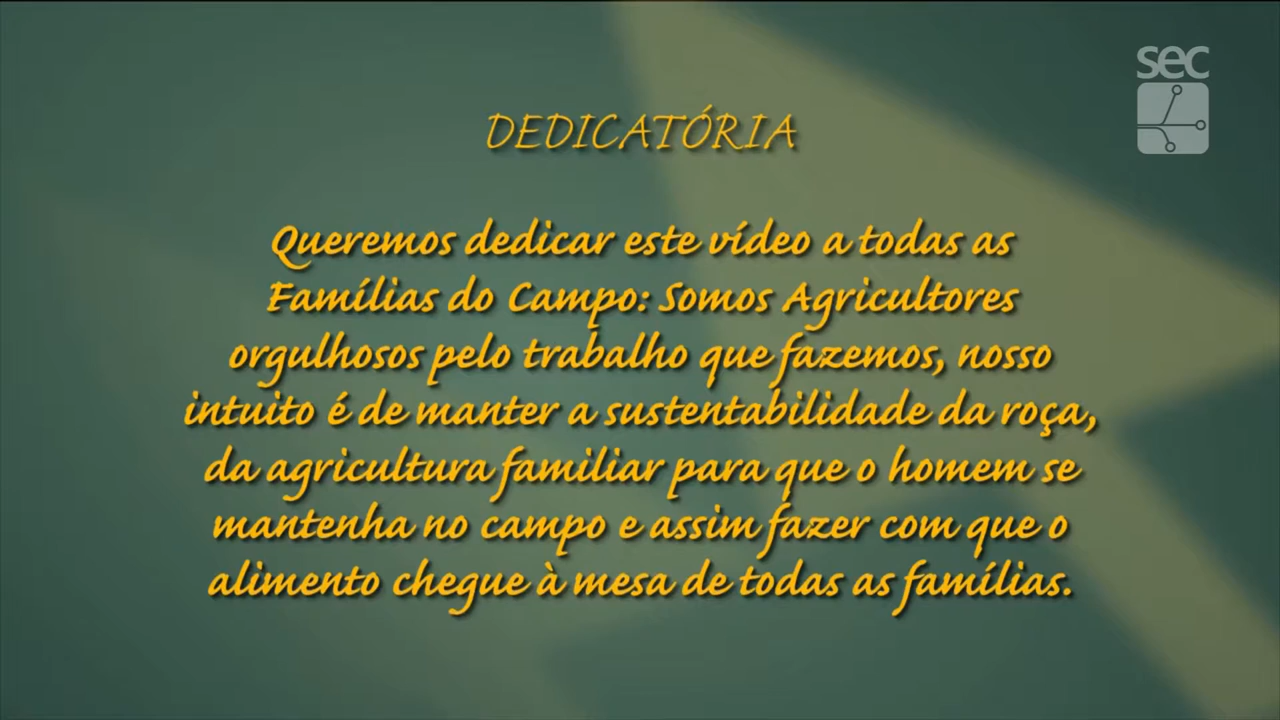 sec
DEDICATÓRIA
Queremos dedicar este vídeo a todas as
Famílias do Campo: Somos Agricultores
orgulhosos pelo trabalho que fazemos, nosso
intuito é de manter a sustentabilidade da roça,
da agricultura familiar para que o homem se
mantenha no campo e assim fazer com que o
alimento chegue à mesa de todas as famílias.